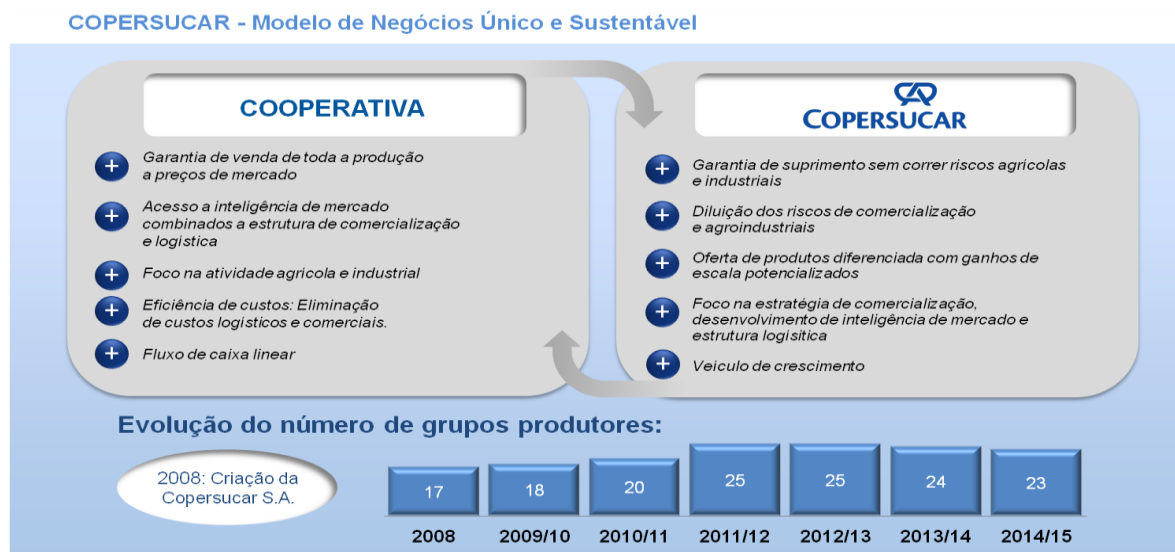 COPERSUCAR - Modelo de Negócios Único e Sustentável
COOPERATIVA
+ Garantia de venda de toda a produção
a preços de mercado
+ Acesso a inteligência de mercado
combinados a estrutura de comercialização
e logistica
+ Foco na atividade agrícola e industrial
+ Eficiência de custos: Eliminação
de custos logisticos e comerciais.
+ Fluxo de caixa linear
COPERSUCAR
+ Garantia de suprimento sem correr riscos agrícolas
e industriais
+ Diluição dos riscos de comercialização
e agroindustriais
+ Oferta de produtos diferenciada com ganhos de
escala potencializados
+ Foco na estratégia de comercialização,
desenvolvimento de inteligência de mercado e
estrutura logisítica
+ Veiculo de crescimento
Evolução do número de grupos produtores:
2008: Criação da
Copersucar S.A.
17 18 20 25 25 24 23
2008 2009/10 2010/11 2011/12 2012/13 2013/14 2014/15